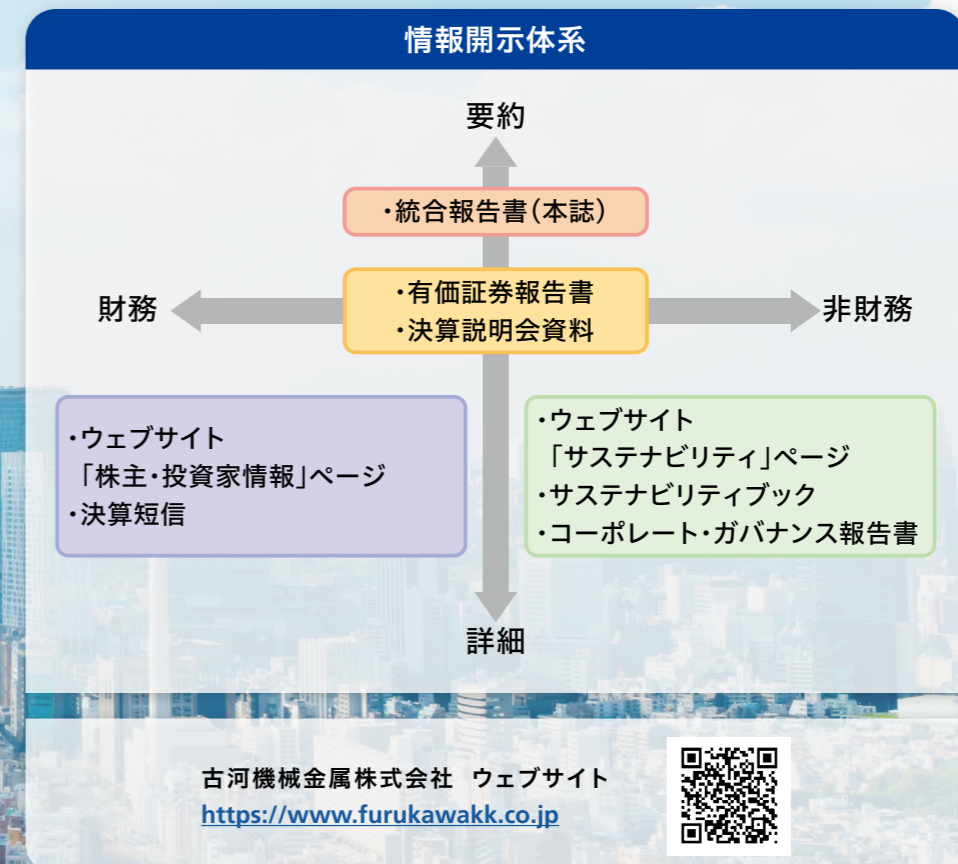 情報開示体系
要約
・統合報告書（本誌）
財務
・有価証券報告書
・決算説明会資料
非財務
・ウェブサイト
「株主・投資家情報」ページ
・決算短信
・ウェブサイト
「サステナビリティ」ページ
・サステナビリティブック
・コーポレート・ガバナンス報告書
詳細
古河機械金属株式会社 ウェブサイト
https://www.furukawakk.co.jp